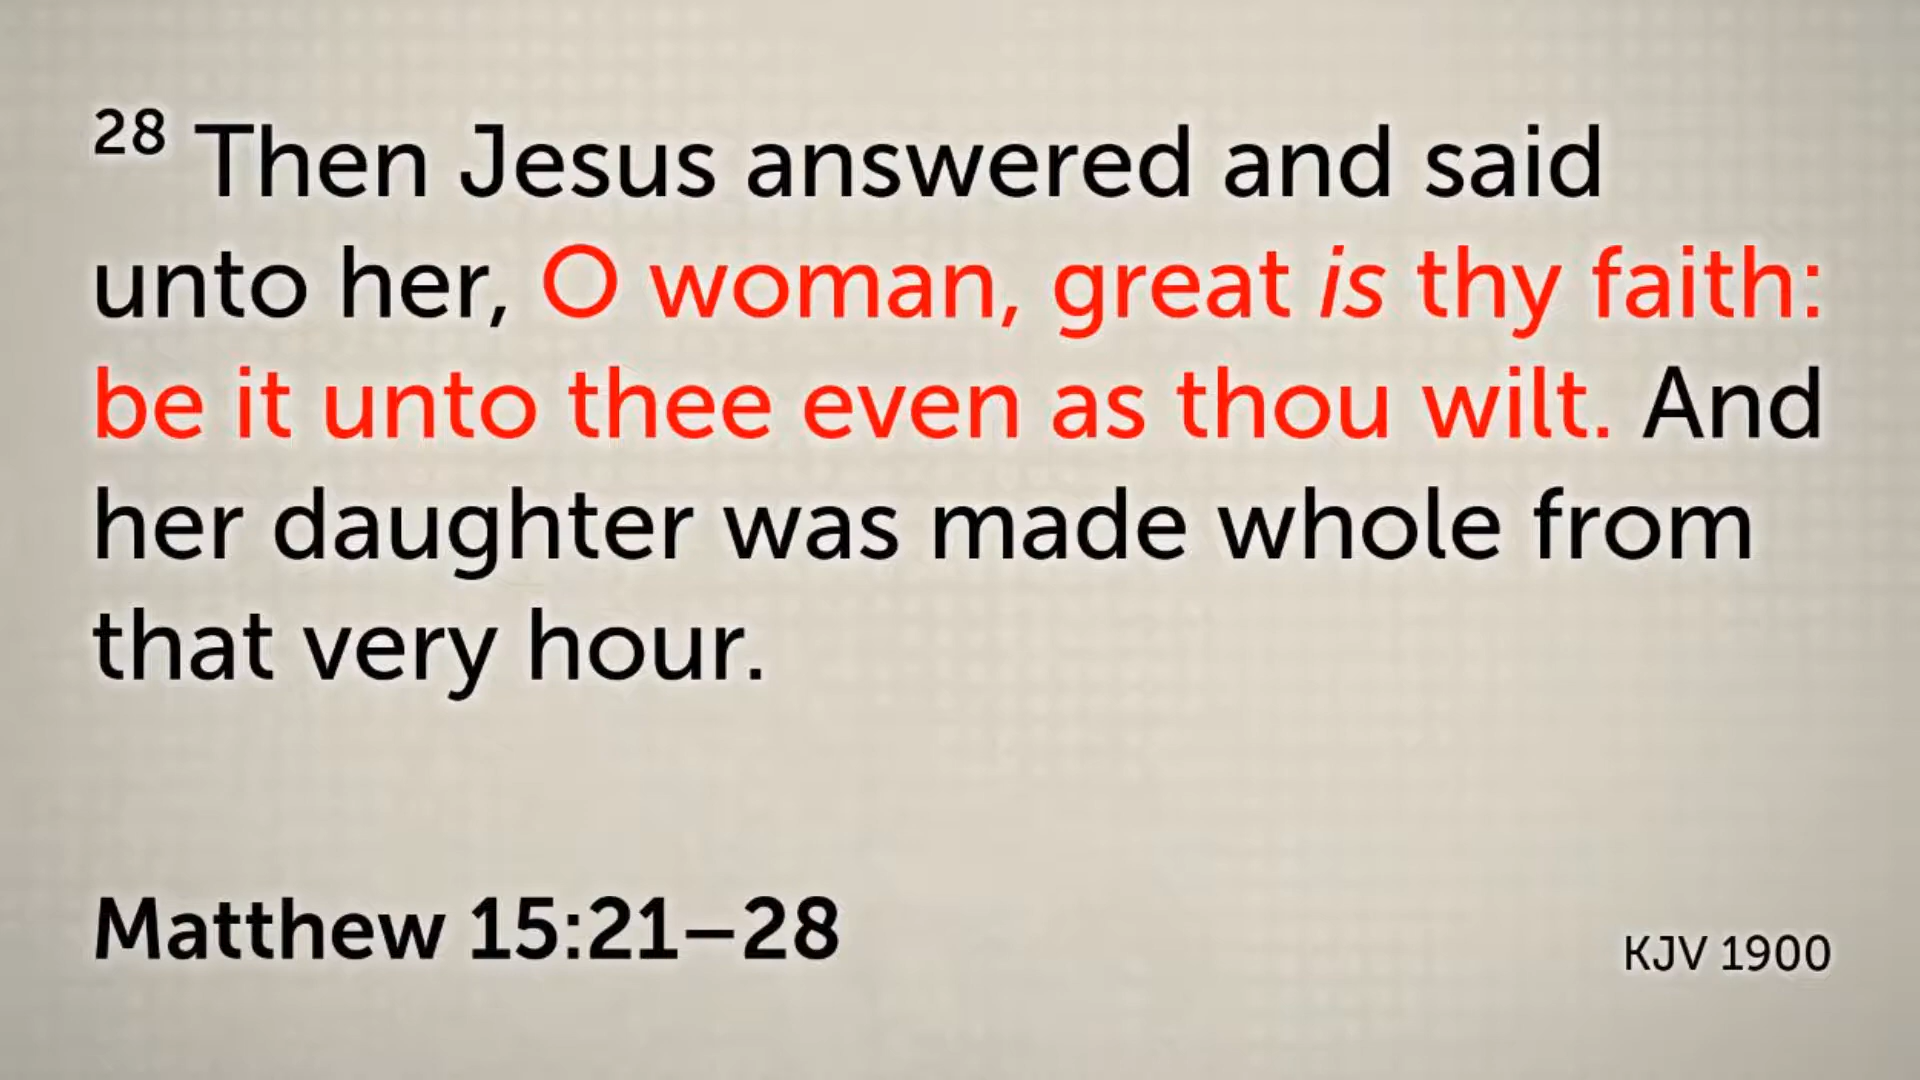 28 Then Jesus answered and said
unto her, O woman, great is thy faith:
be it unto thee even as thou wilt. And
her daughter was made whole from
that very hour.
Matthew 15:21–28
KJV 1900